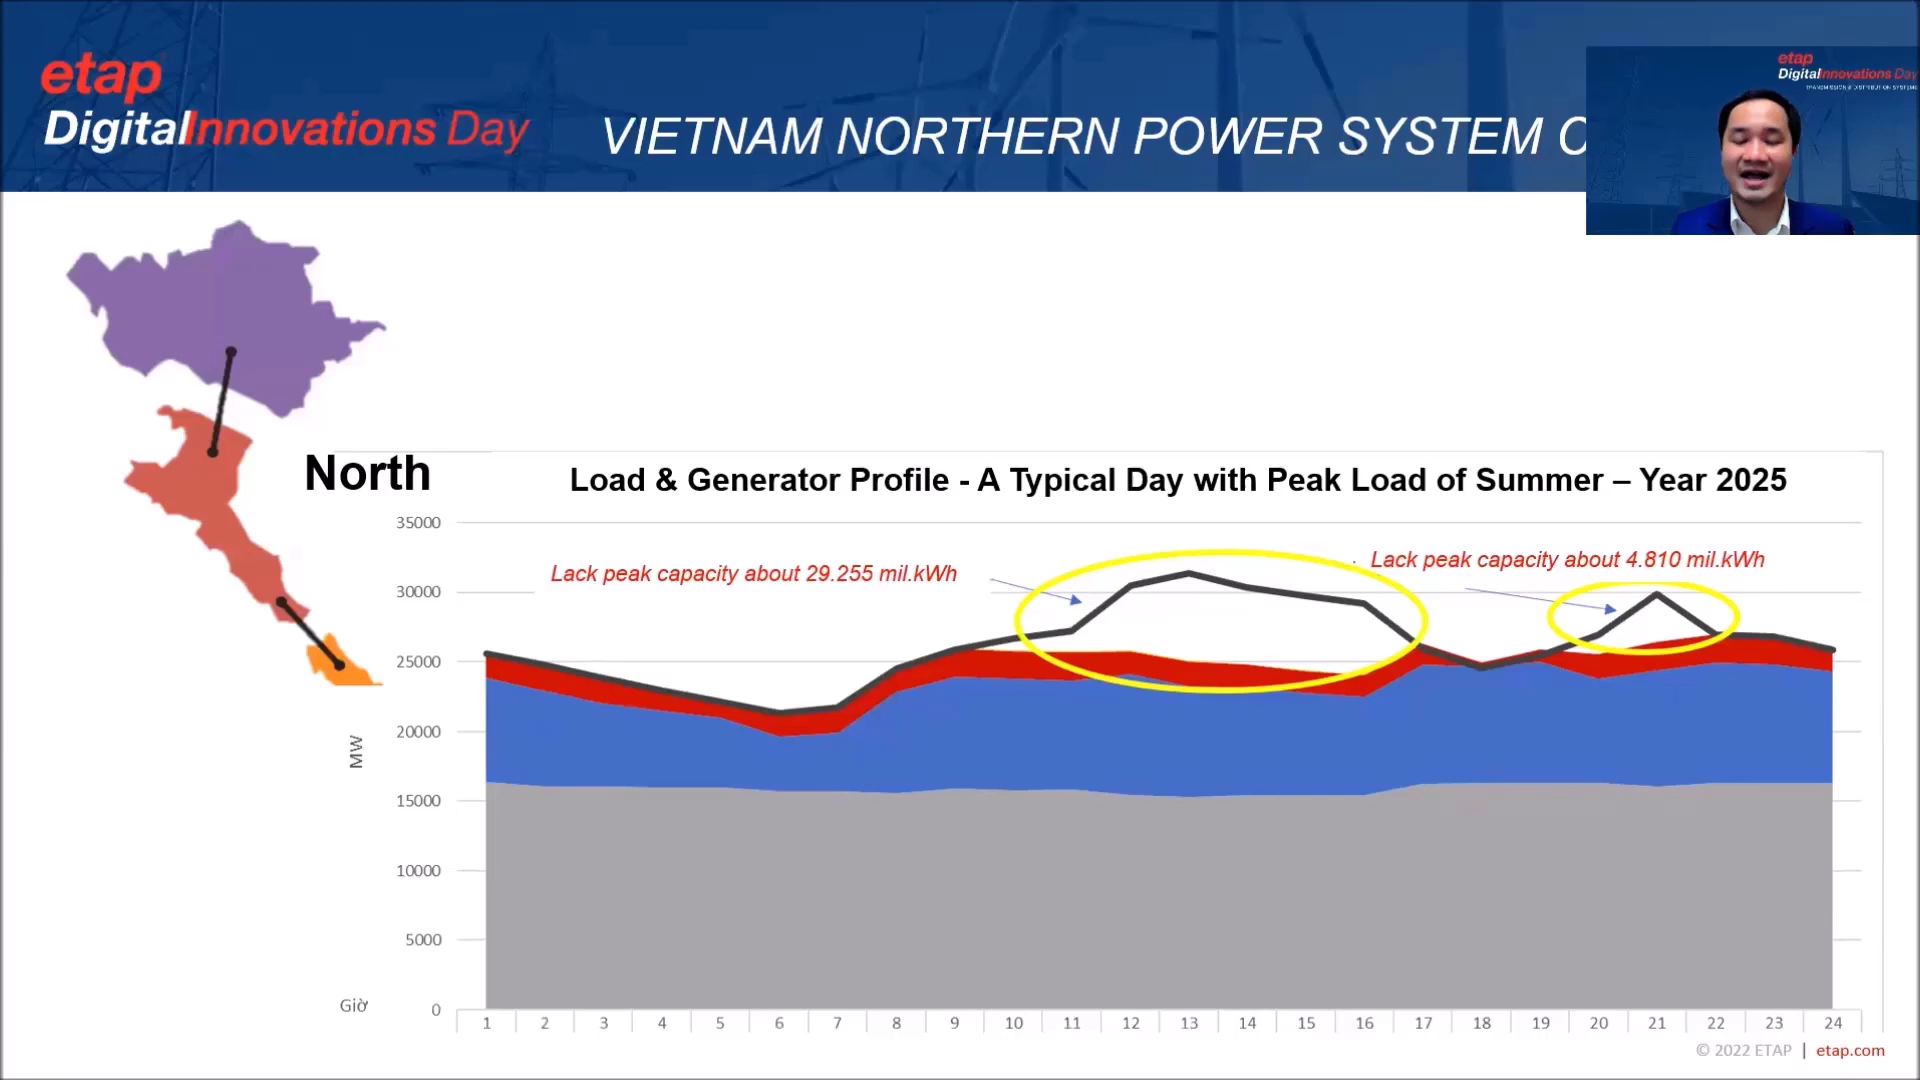 etap
DigitalInnovations Day
VIETNAM NORTHERN POWER SYSTEM
etap
DigitalInnovations Day
TRANSMISSION & DISTRIBUTION SYSTEMS
North
Load & Generator Profile - A Typical Day with Peak Load of Summer – Year 2025
35000
Lack peak capacity about 29.255 mil.kWh
Lack peak capacity about 4.810 mil.kWh
30000
25000
20000
MW
15000
10000
5000
Giờ
0
1 2 3 4 5 6 7 8 9 10 11 12 13 14 15 16 17 18 19 20 21 22 23 24
© 2022 ETAP | etap.com